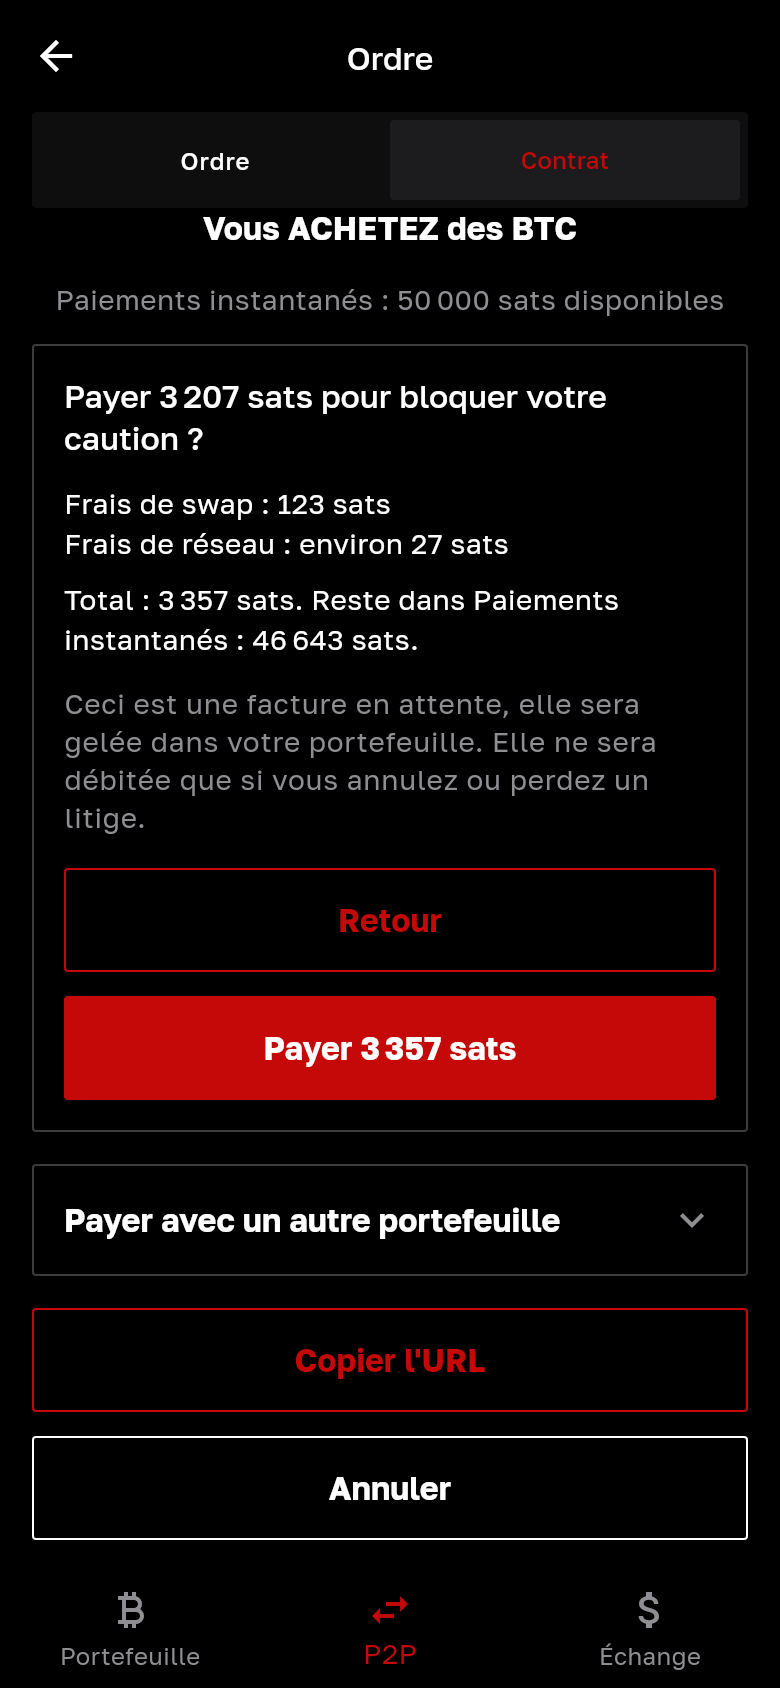 Ordre
Ordre
Contrat
Vous ACHETEZ des BTC
Paiements instantanés : 50 000 sats disponibles
Payer 3 207 sats pour bloquer votre
caution ?
Frais de swap : 123 sats
Frais de réseau : environ 27 sats
Total : 3 357 sats. Reste dans Paiements
instantanés : 46 643 sats.
Ceci est une facture en attente, elle sera
gelée dans votre portefeuille. Elle ne sera
débitée que si vous annulez ou perdez un
litige.
Retour
Payer 3 357 sats
Payer avec un autre portefeuille
Copier l'URL
Annuler
Portefeuille
P2P
Échange